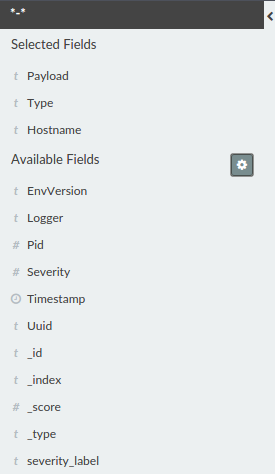 *-*
Selected Fields
t Payload
t Type
t Hostname
Available Fields
t EnvVersion
t Logger
# Pid
# Severity
Timestamp
t Uuid
t _id
t _index
# _score
t _type
t severity_label